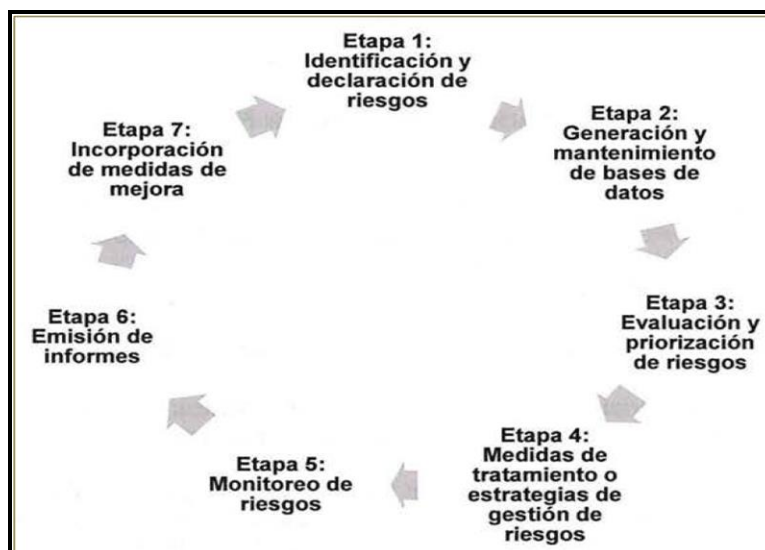 Etapa 1:
Identificación y
declaración de
riesgos
Etapa 2:
Generación y
mantenimiento
de bases de
datos
Etapa 3:
Evaluación y
priorización
de riesgos
Etapa 4:
Medidas de
tratamiento o
estrategias de
gestión de
riesgos
Etapa 5:
Monitoreo de
riesgos
Etapa 6:
Emisión de
informes
Etapa 7:
Incorporación
de medidas de
mejora